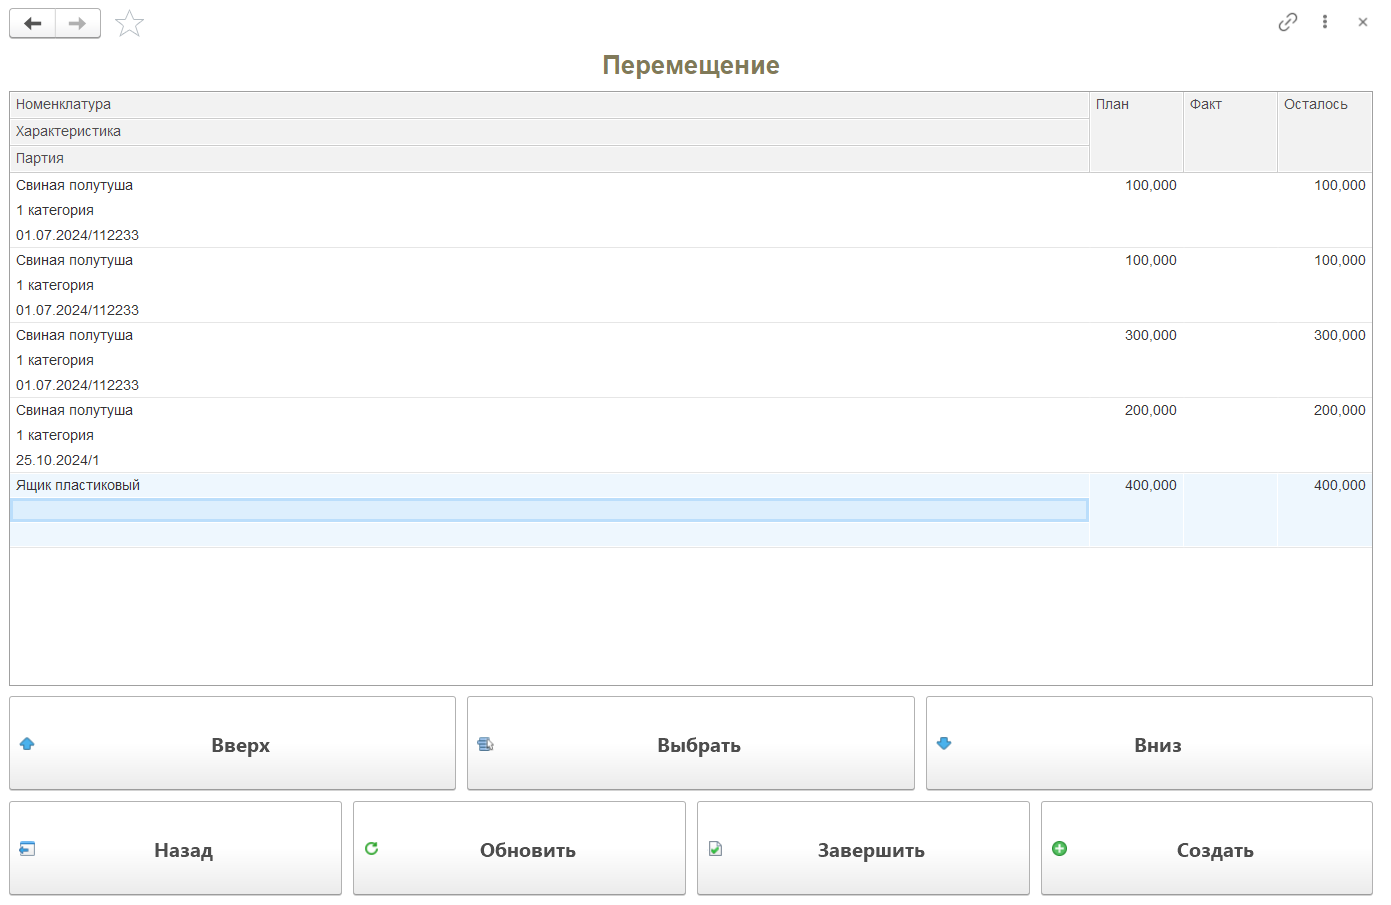 Перемещение
Номенклатура План Факт Осталось
Характеристика
Партия
Свиная полутуша 100,000 100,000
1 категория
01.07.2024/112233
Свиная полутуша 100,000 100,000
1 категория
01.07.2024/112233
Свиная полутуша 300,000 300,000
1 категория
01.07.2024/112233
Свиная полутуша 200,000 200,000
1 категория
25.10.2024/1
Ящик пластиковый 400,000 400,000
Вверх Выбрать Вниз
Назад Обновить Завершить Создать